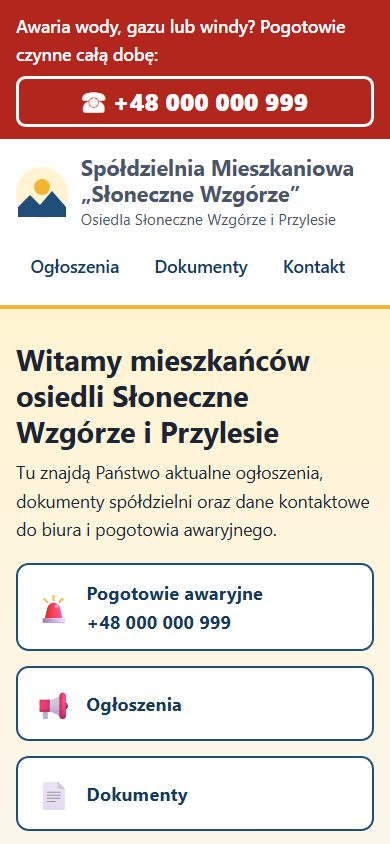 Awaria wody, gazu lub windy? Pogotowie
czynne całą dobę:
☎ +48 000 000 999
Spółdzielnia Mieszkaniowa
„Słoneczne Wzgórze”
Osiedla Słoneczne Wzgórze i Przylesie
Ogłoszenia Dokumenty Kontakt
Witamy mieszkańców
osiedli Słoneczne
Wzgórze i Przylesie
Tu znajdą Państwo aktualne ogłoszenia,
dokumenty spółdzielni oraz dane kontaktowe
do biura i pogotowia awaryjnego.
Pogotowie awaryjne
+48 000 000 999
Ogłoszenia
Dokumenty